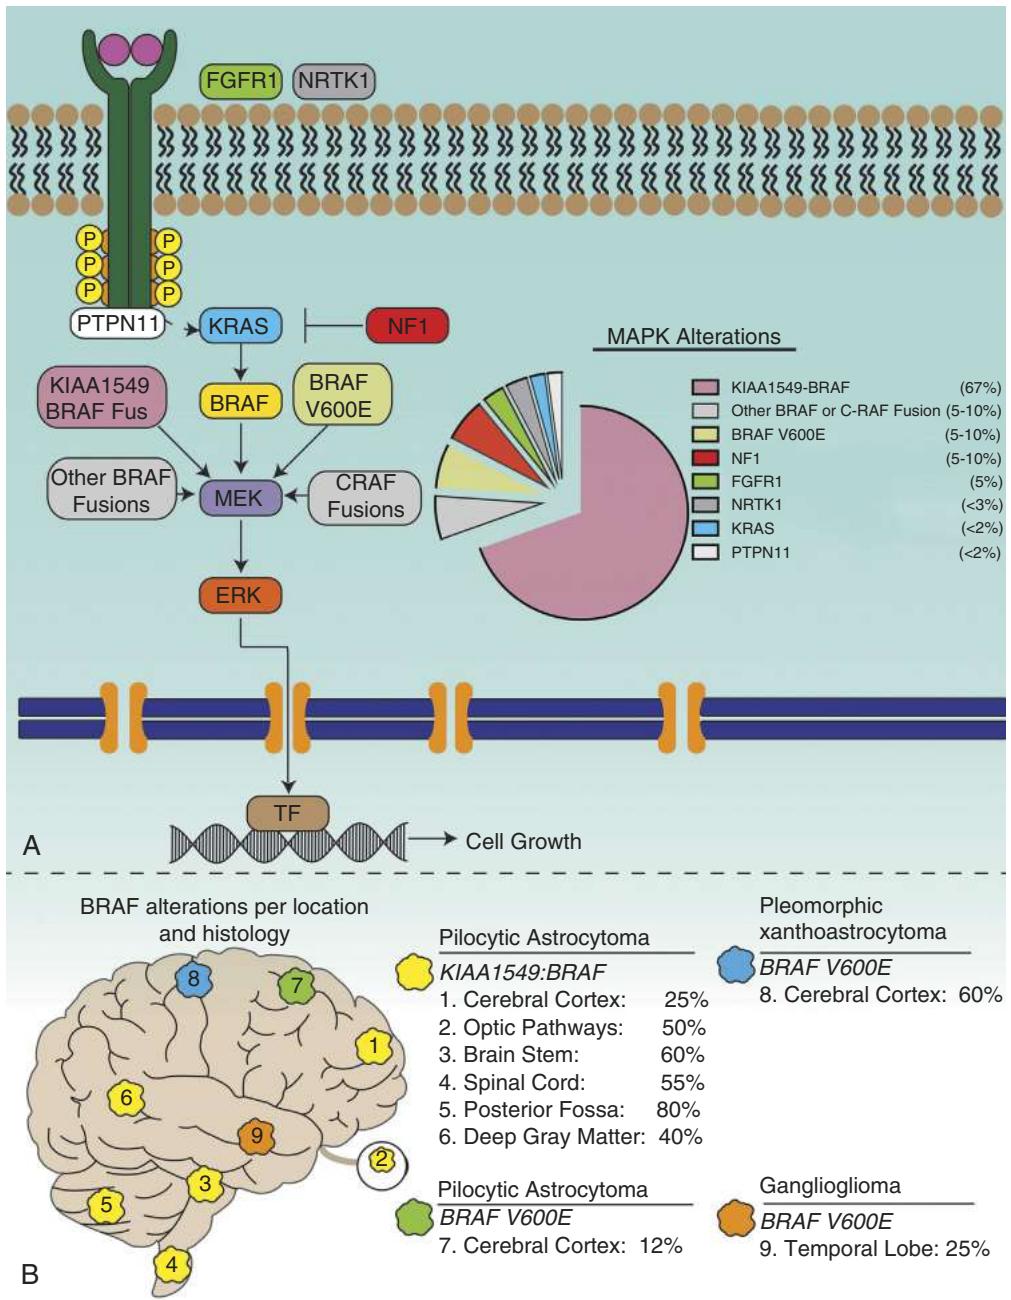 FGFR1 NRTK1
P P
P P
P P
PTPN11 KRAS NF1
MAPK Alterations
KIAA1549
BRAF Fus
BRAF
BRAF
V600E
KIAA1549-BRAF (67%)
Other BRAF or C-RAF Fusion (5-10%)
BRAF V600E (5-10%)
NF1 (5-10%)
FGFR1 (5%)
NRTK1 (<3%)
KRAS (<2%)
PTPN11 (<2%)
Other BRAF
Fusions
MEK
CRAF
Fusions
ERK
TF
Cell Growth
A
BRAF alterations per location
and histology
8
7
1
6
9
2
3
5
4
Pilocytic Astrocytoma
KIAA1549:BRAF
1. Cerebral Cortex: 25%
2. Optic Pathways: 50%
3. Brain Stem: 60%
4. Spinal Cord: 55%
5. Posterior Fossa: 80%
6. Deep Gray Matter: 40%
Pleomorphic
xanthoastrocytoma
BRAF V600E
8. Cerebral Cortex: 60%
Pilocytic Astrocytoma
BRAF V600E
7. Cerebral Cortex: 12%
Ganglioglioma
BRAF V600E
9. Temporal Lobe: 25%
B